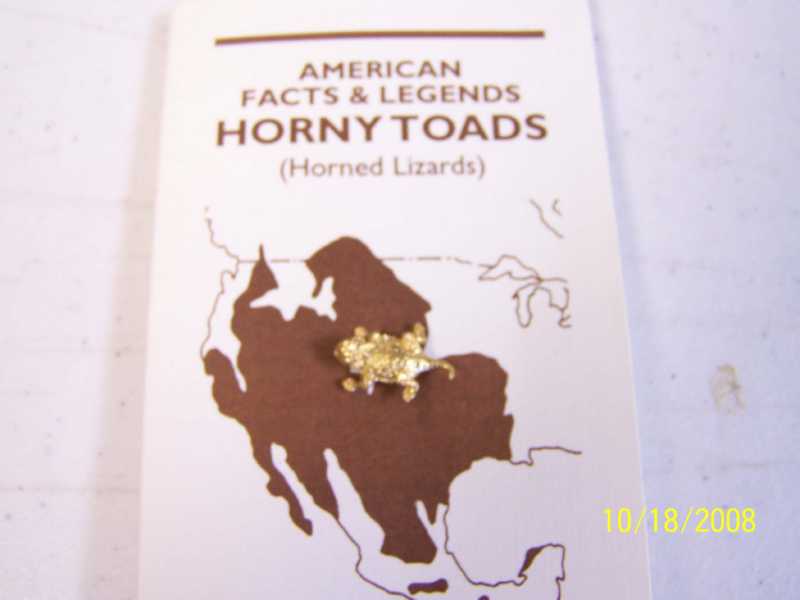 AMERICAN
FACTS & LEGENDS
HORNY TOADS
(Horned Lizards)
10/18/2008